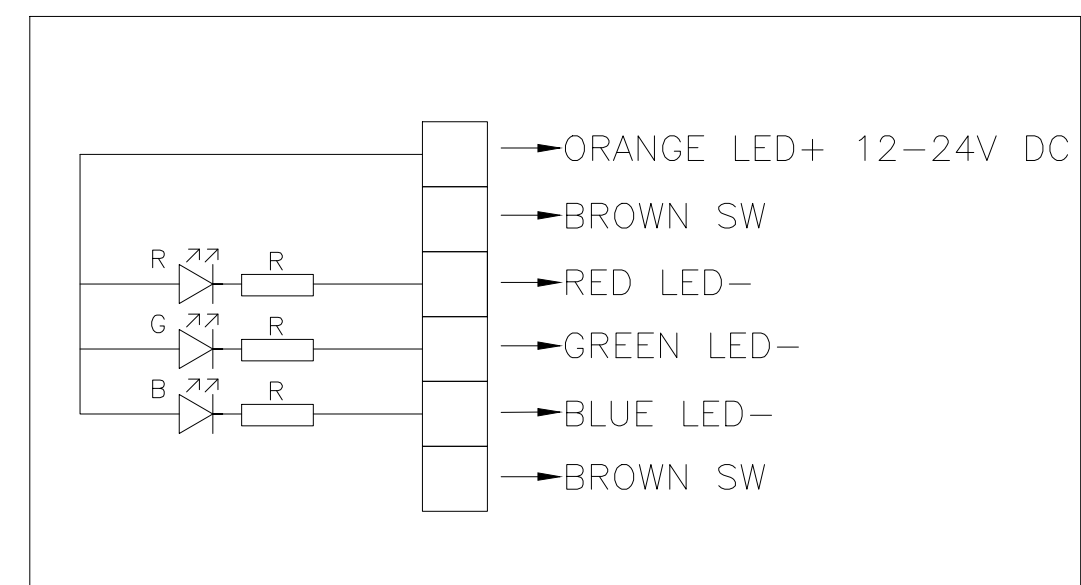 ORANGE LED+ 12-24V DC
BROWN SW
R R RED LED-
G R GREEN LED-
B R BLUE LED-
BROWN SW